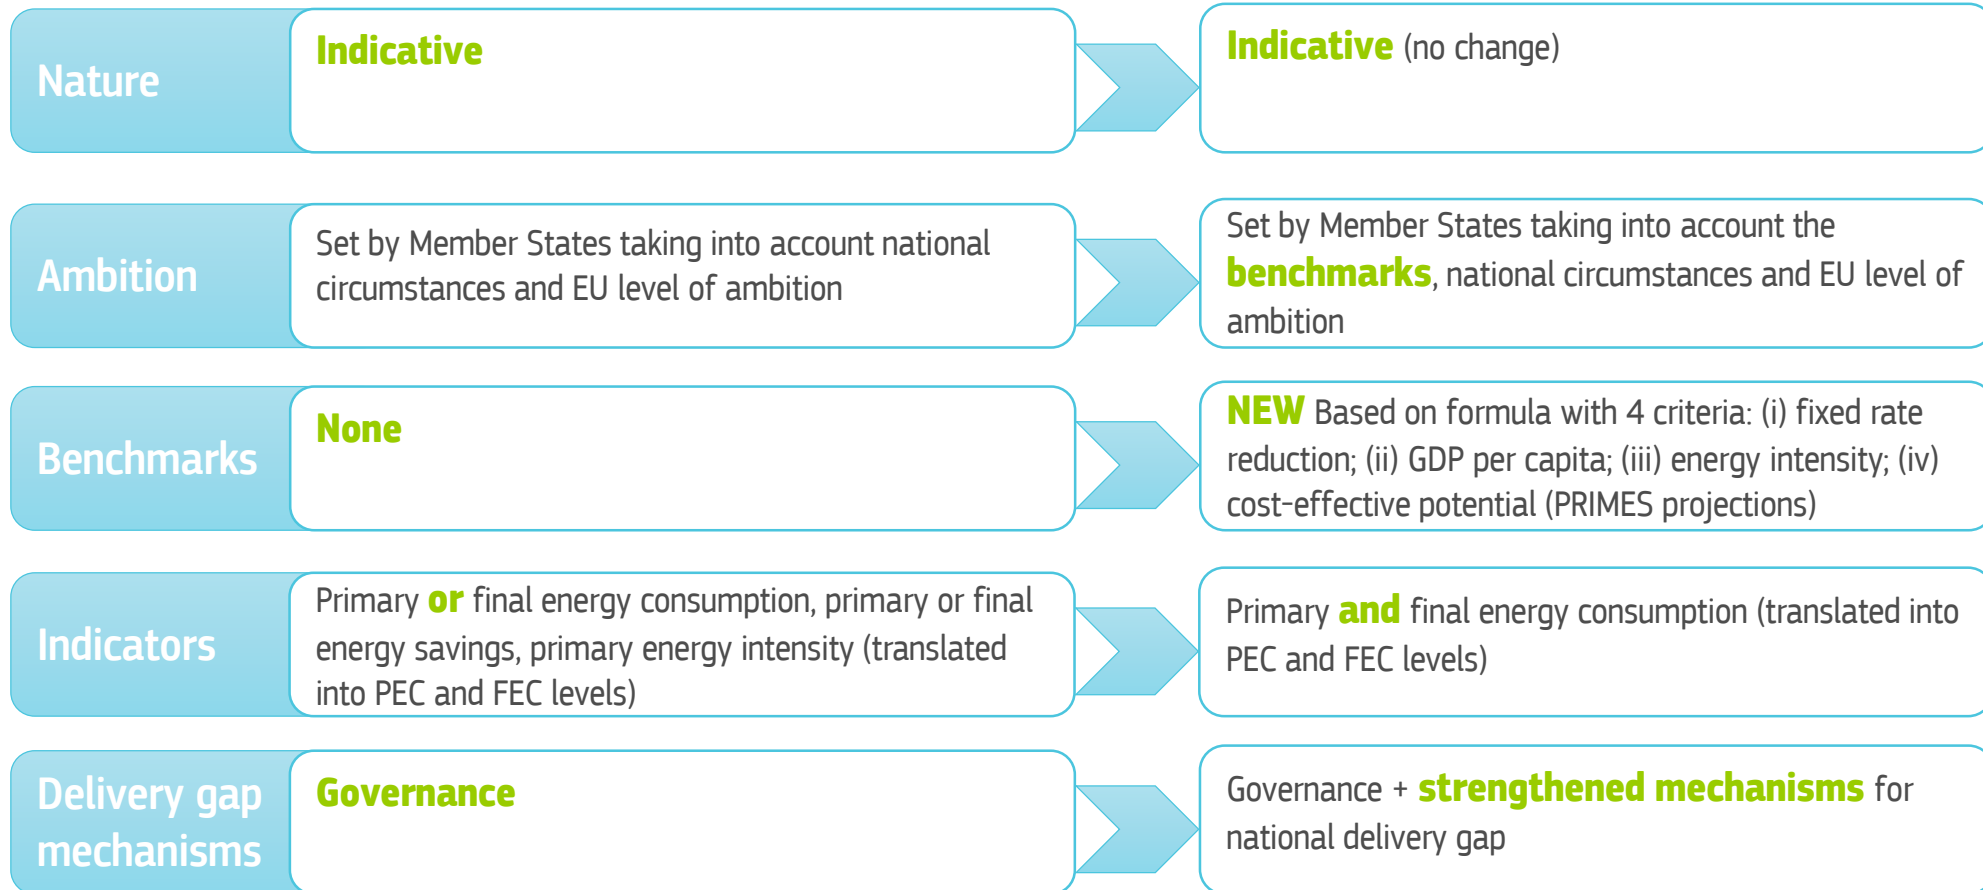 Nature
Indicative
Indicative (no change)
Ambition
Set by Member States taking into account national
circumstances and EU level of ambition
Set by Member States taking into account the
benchmarks, national circumstances and EU level of
ambition
Benchmarks
None
NEW Based on formula with 4 criteria: (i) fixed rate
reduction; (ii) GDP per capita; (iii) energy intensity; (iv)
cost-effective potential (PRIMES projections)
Indicators
Primary or final energy consumption, primary or final
energy savings, primary energy intensity (translated
into PEC and FEC levels)
Primary and final energy consumption (translated into
PEC and FEC levels)
Delivery gap
mechanisms
Governance
Governance + strengthened mechanisms for
national delivery gap